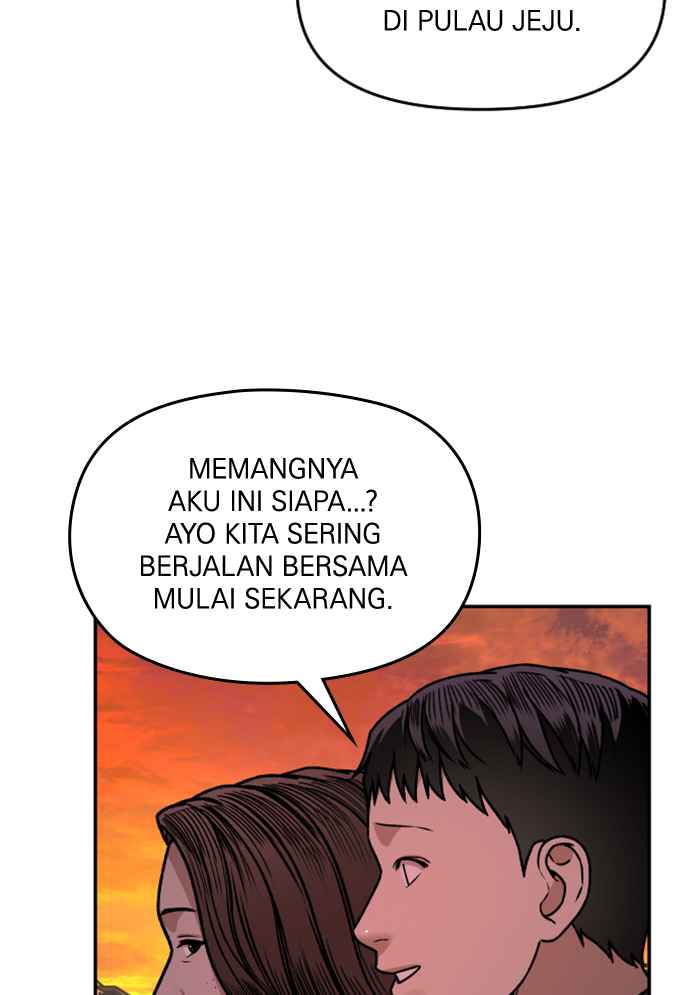 DI PULAU JEJU.
MEMANGNYA
AKU INI SIAPA...?
AYO KITA SERING
BERJALAN BERSAMA
MULAI SEKARANG.